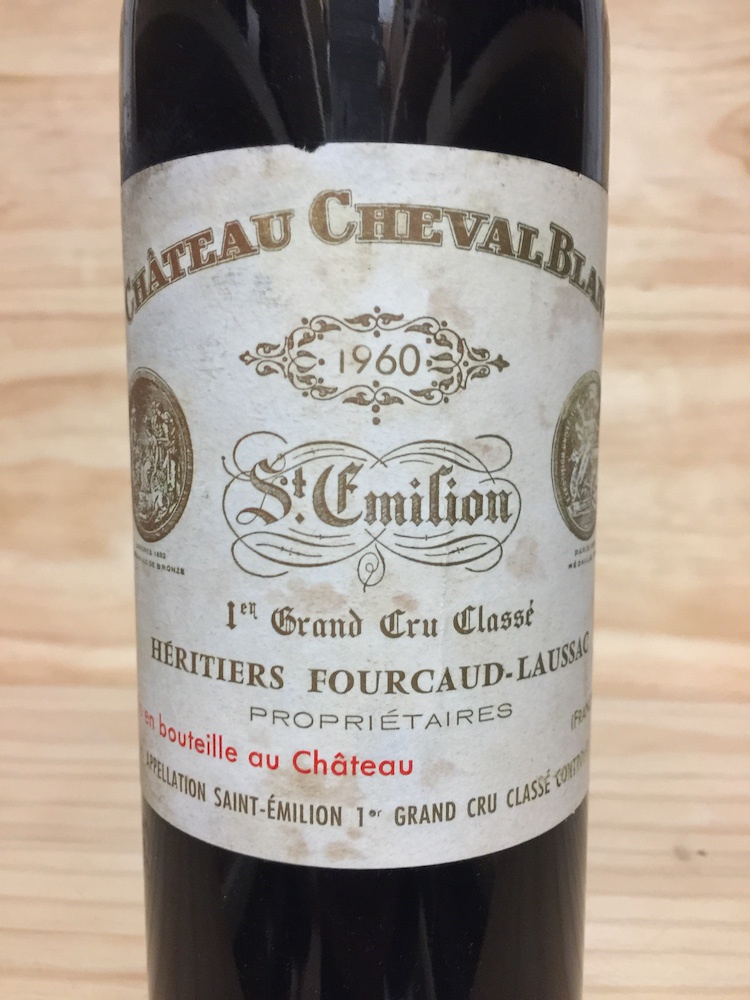 CHÂTEAU CHEVAL BLAN
1960
St. Emilion
1er Grand Cru Classé
HÉRITIERS FOURCAUD-LAUSSAC
PROPRIÉTAIRES
en bouteille au Château
APPELLATION SAINT-ÉMILION 1er GRAND CRU CLASSÉ